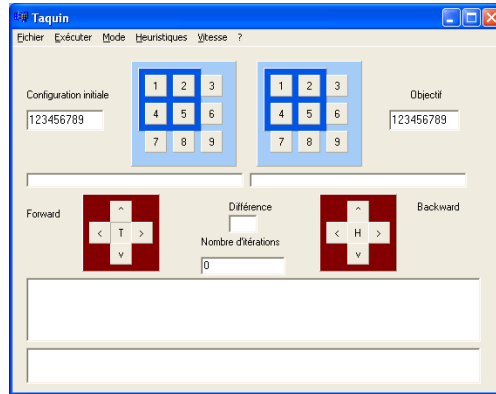 Taquin
Fichier Exécuter Mode Heuristiques Vitesse ?
Configuration initiale
123456789
1 2 3
4 5 6
7 8 9
1 2 3
4 5 6
7 8 9
Objectif
123456789
Forward
^
< T >
v
Différence
Nombre d'itérations
0
^
< H >
v
Backward